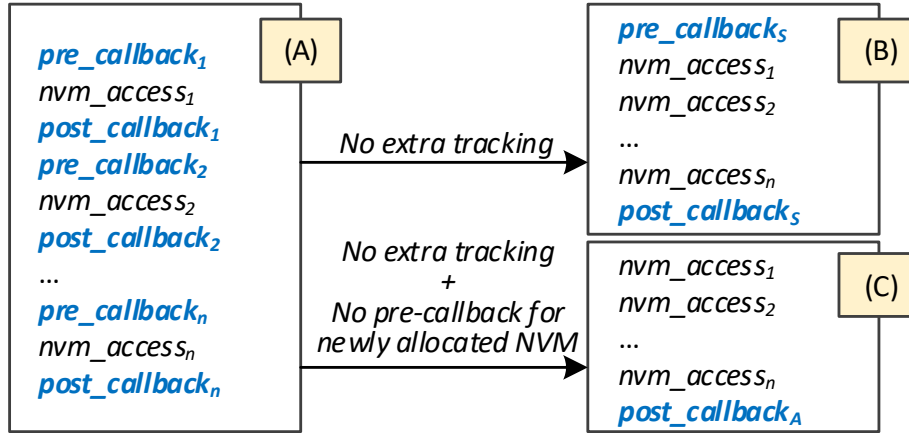 (A)
pre_callback₁
nvm_access₁
post_callback₁
pre_callback₂
nvm_access₂
post_callback₂
...
pre_callbackₙ
nvm_accessₙ
post_callbackₙ
No extra tracking
No extra tracking
+
No pre-callback for
newly allocated NVM
(B)
pre_callbackS
nvm_access₁
nvm_access₂
...
nvm_accessₙ
post_callbackS
(C)
nvm_access₁
nvm_access₂
...
nvm_accessₙ
post_callbackA